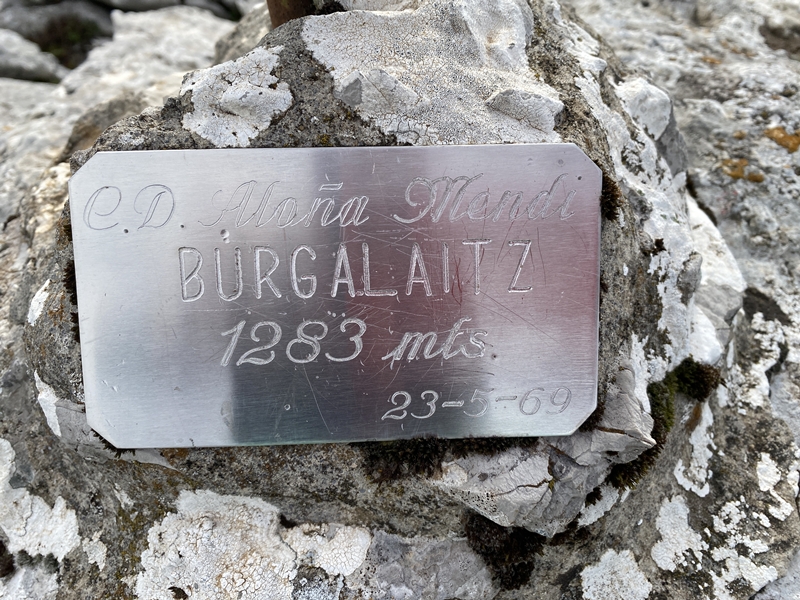 C.D. Aloña Mendi
BURGALAITZ
1283 mts.
23-5-69